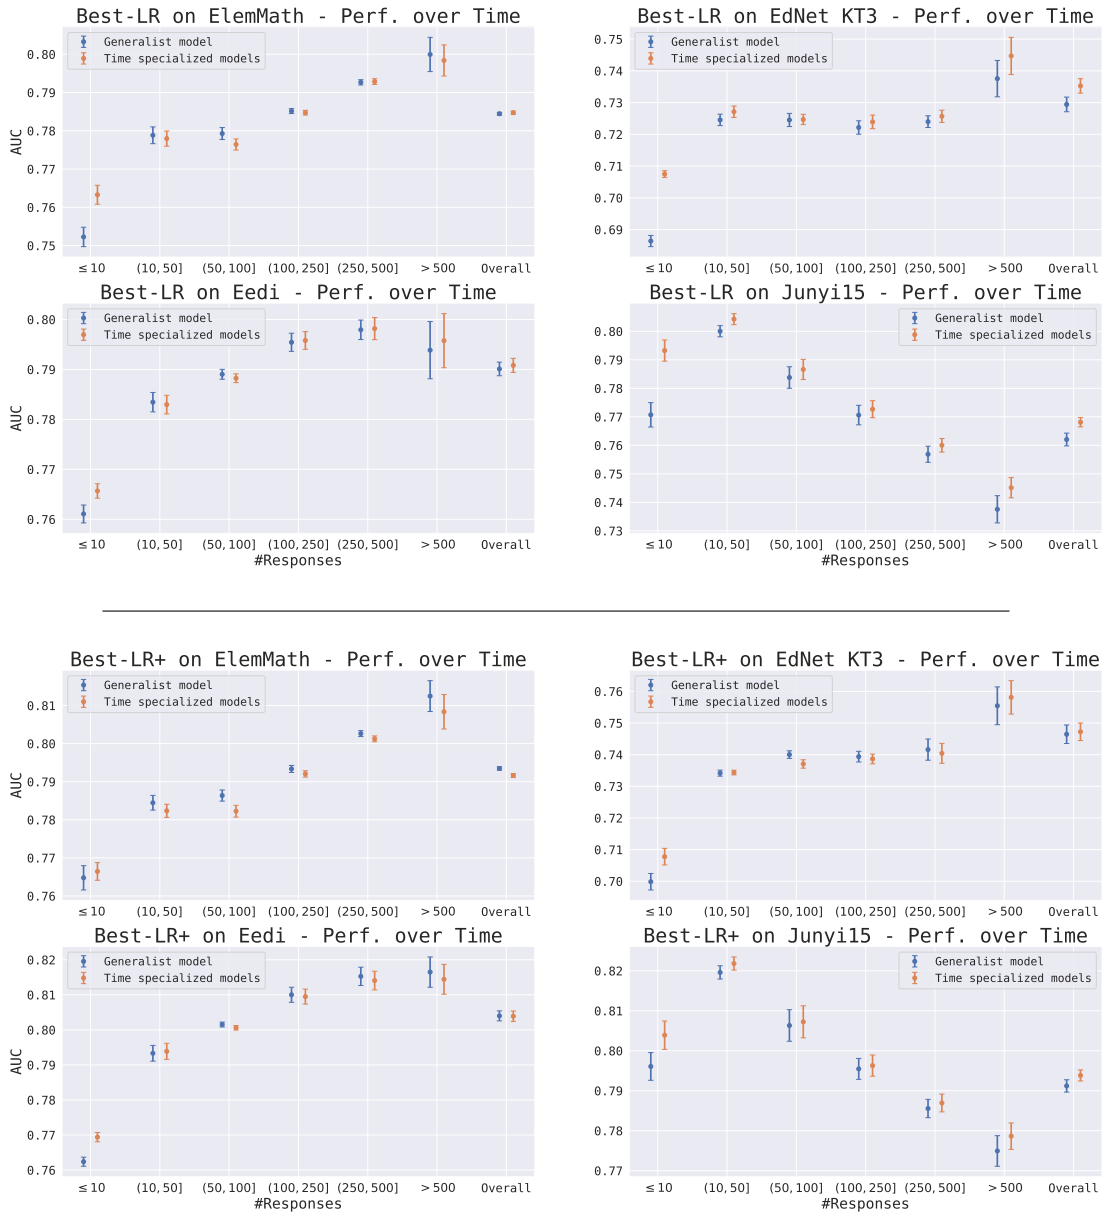 Best-LR on ElemMath - Perf. over Time
Generalist model
Time specialized models
AUC
0.80
0.79
0.78
0.77
0.76
0.75
≤ 10 (10, 50] (50, 100] (100, 250] (250, 500] > 500 Overall
Best-LR on EdNet KT3 - Perf. over Time
Generalist model
Time specialized models
0.75
0.74
0.73
0.72
0.71
0.70
0.69
≤ 10 (10, 50] (50, 100] (100, 250] (250, 500] > 500 Overall
Best-LR on Eedi - Perf. over Time
Generalist model
Time specialized models
AUC
0.80
0.79
0.78
0.77
0.76
≤ 10 (10, 50] (50, 100] (100, 250] (250, 500] > 500 Overall
#Responses
Best-LR on Junyi15 - Perf. over Time
Generalist model
Time specialized models
0.80
0.79
0.78
0.77
0.76
0.75
0.74
0.73
≤ 10 (10, 50] (50, 100] (100, 250] (250, 500] > 500 Overall
#Responses
Best-LR+ on ElemMath - Perf. over Time
Generalist model
Time specialized models
AUC
0.81
0.80
0.79
0.78
0.77
0.76
≤ 10 (10, 50] (50, 100] (100, 250] (250, 500] > 500 Overall
Best-LR+ on EdNet KT3 - Perf. over Time
Generalist model
Time specialized models
0.76
0.75
0.74
0.73
0.72
0.71
0.70
≤ 10 (10, 50] (50, 100] (100, 250] (250, 500] > 500 Overall
Best-LR+ on Eedi - Perf. over Time
Generalist model
Time specialized models
AUC
0.82
0.81
0.80
0.79
0.78
0.77
0.76
≤ 10 (10, 50] (50, 100] (100, 250] (250, 500] > 500 Overall
#Responses
Best-LR+ on Junyi15 - Perf. over Time
Generalist model
Time specialized models
0.82
0.81
0.80
0.79
0.78
0.77
≤ 10 (10, 50] (50, 100] (100, 250] (250, 500] > 500 Overall
#Responses